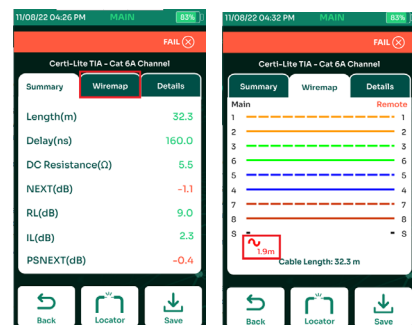 11/08/22 04:26 PM MAIN 83%
FAIL
Certi-Lite TIA - Cat 6A
Channel
Summary Wiremap Details
Length(m) 32.3
Delay(ns) 160.0
DC Resistance(Ω) 5.5
NEXT(dB) -1.1
RL(dB) 9.0
IL(dB) 2.3
PSNEXT(dB) -0.4
Back Locator Save
11/08/22 04:32 PM MAIN 83%
FAIL
Certi-Lite TIA - Cat 6A
Channel
Summary Wiremap Details
Main Remote
1 1
2 2
3 3
6 6
5 5
4 4
7 7
8 8
S S
1.9m
Cable Length: 32.3 m
Back Locator Save